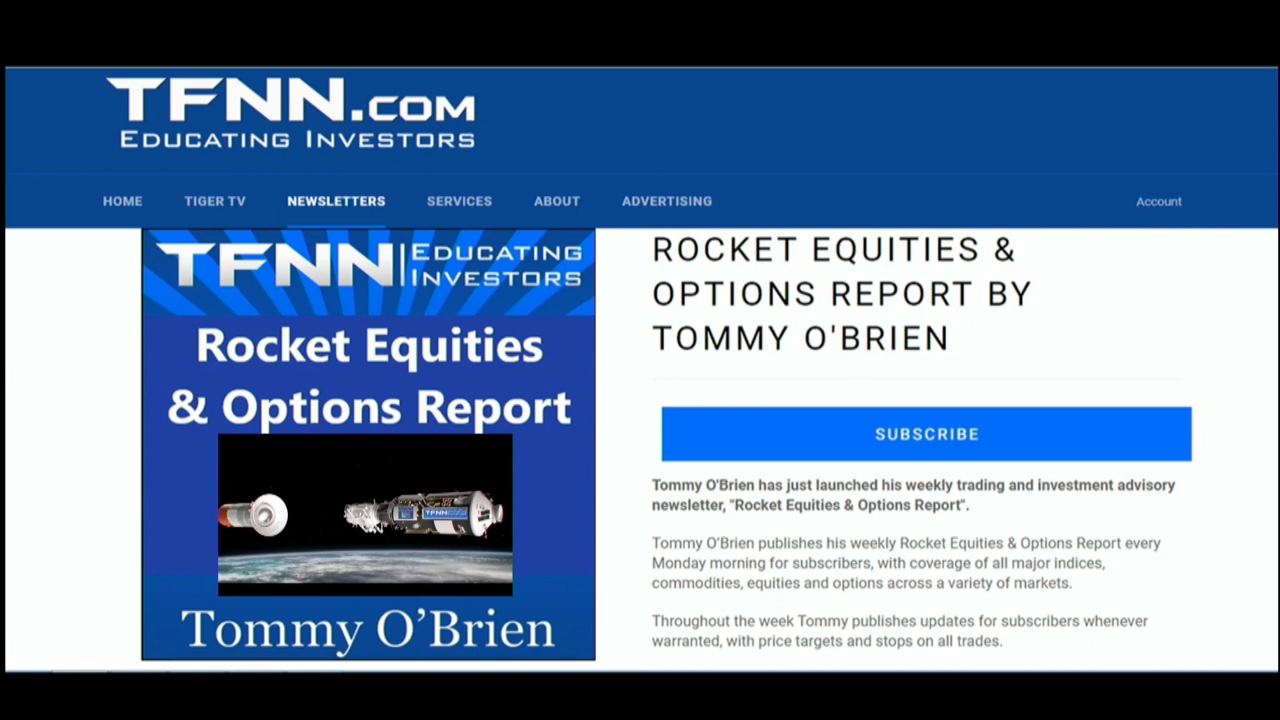 TFNN.COM
EDUCATING INVESTORS
HOME TIGER TV NEWSLETTERS SERVICES ABOUT ADVERTISING Account
TFNN EDUCATING
INVESTORS
Rocket Equities
& Options Report
TFNN
Tommy O’Brien
ROCKET EQUITIES &
OPTIONS REPORT BY
TOMMY O'BRIEN
SUBSCRIBE
Tommy O'Brien has just launched his weekly trading and investment advisory
newsletter, "Rocket Equities & Options Report".
Tommy O'Brien publishes his weekly Rocket Equities & Options Report every
Monday morning for subscribers, with coverage of all major indices,
commodities, equities and options across a variety of markets.
Throughout the week Tommy publishes updates for subscribers whenever
warranted, with price targets and stops on all trades.